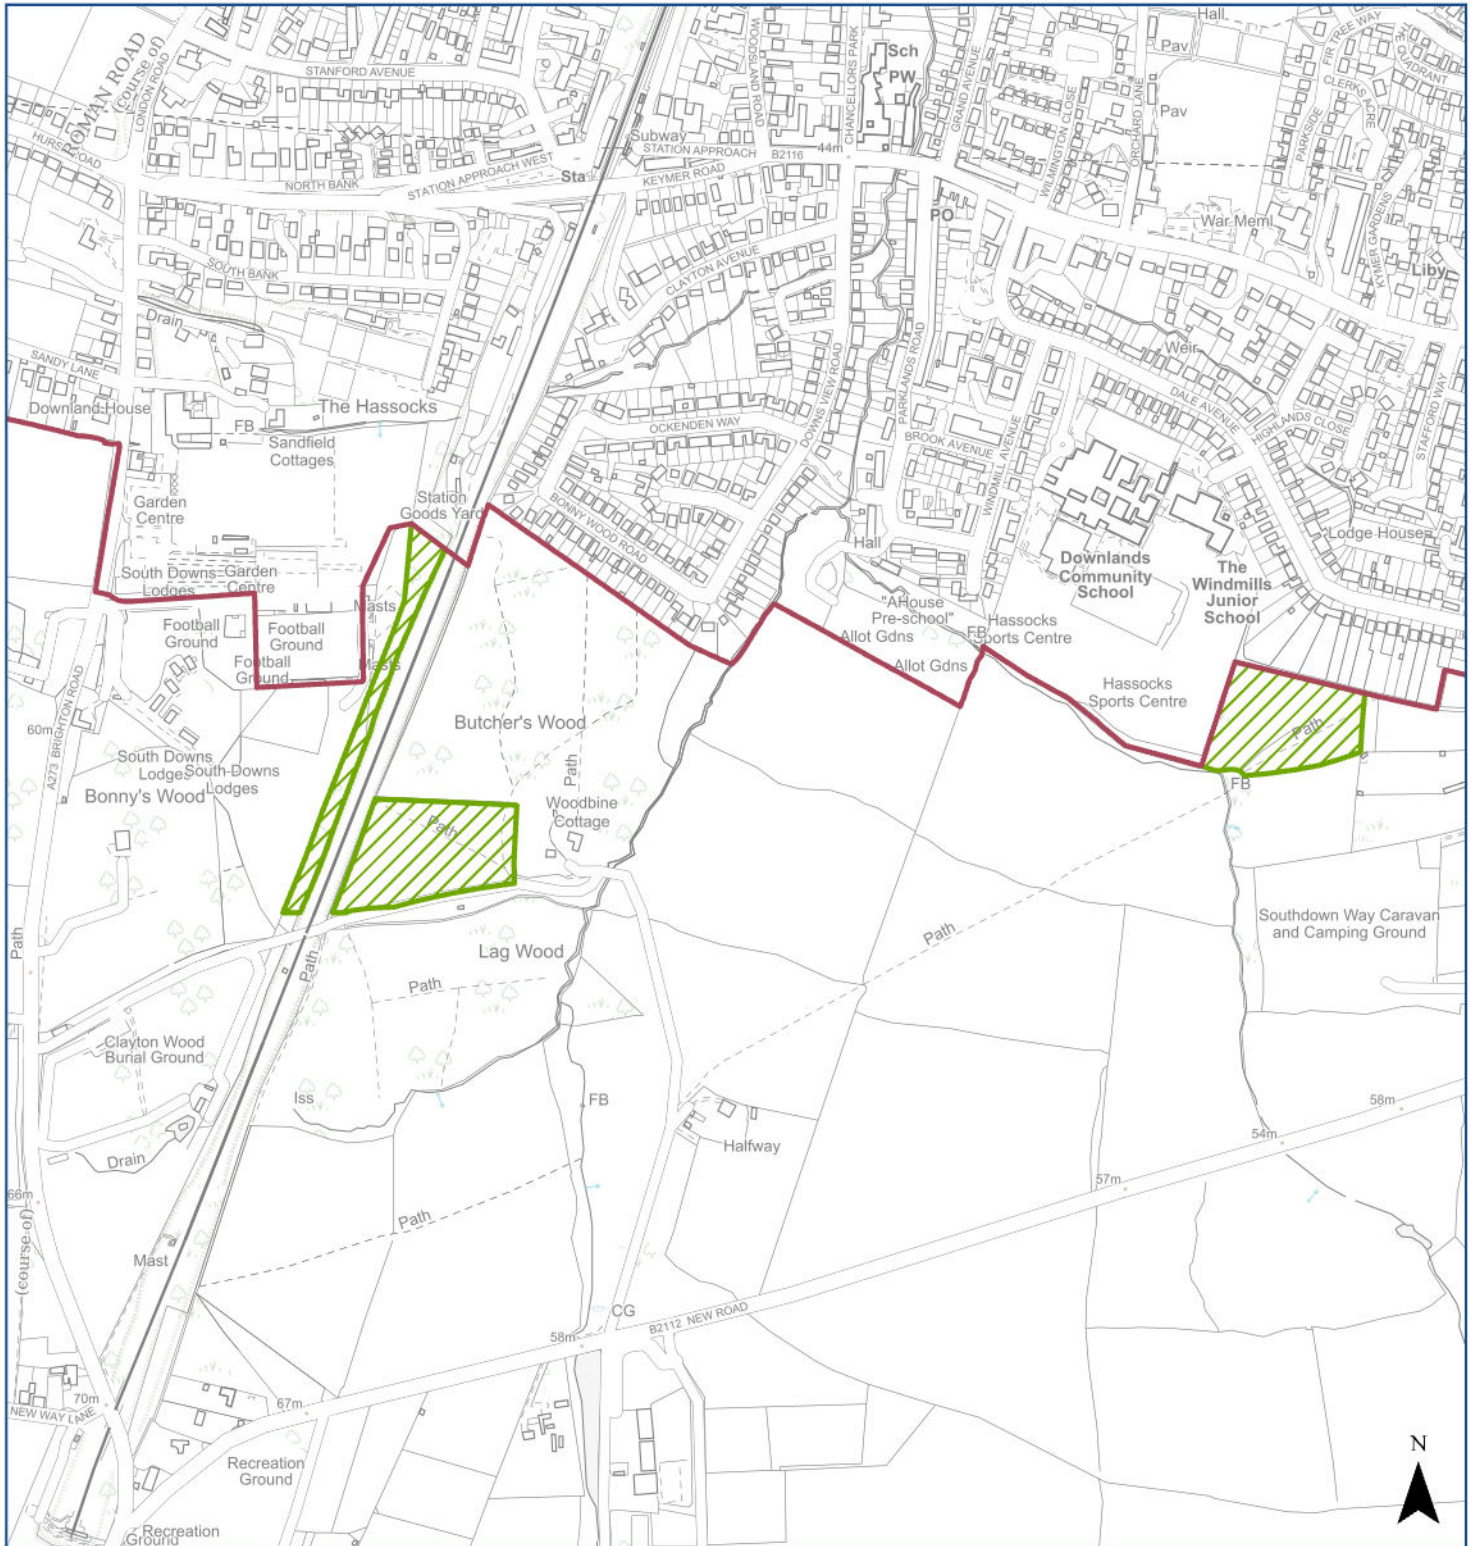 Hall
FIR TREE WAY
THE QUADRANT
ROMAN ROAD
(course of)
LONDON ROAD
STANFORD AVENUE
WOODSLAND ROAD
CHANCELLORS PARK
Sch
PW
GRAND AVENUE
Pav
CLERKS ACRE
PARKSIDE
Pav
WILMINGTON CLOSE
ORCHARD LANE
HURST ROAD
Subway
STATION APPROACH
B2116
44m
NORTH BANK
STATION APPROACH WEST
Sta
KEYMER ROAD
PO
War Meml
KYMER GARDENS
SOUTH BANK
CLAYTON AVENUE
Liby
Drain
PARKLANDS ROAD
Weir
SANDY LANE
DOWNS VIEW ROAD
DALE AVENUE
STAFFORD WAY
Downland House
The Hassocks
FB
Sandfield
Cottages
OCKENDEN WAY
BROOK AVENUE
HIGHLANDS CLOSE
WINDMILL AVENUE
Garden
Centre
Station
Goods Yard
BONNY WOOD ROAD
Hall
Lodge House
Downlands
Community
School
The
Windmills
Junior
School
South Downs
Lodges
Garden
Centre
Masts
"AHouse
Pre-school"
Allot Gdns
FB
Hassocks
Sports Centre
Football
Ground
Football
Ground
Football
Ground
Masts
Allot Gdns
Hassocks
Sports Centre
A273 BRIGHTON ROAD
60m
Butcher's Wood
Path
South Downs
Lodges
South Downs
Lodges
Bonny's Wood
Path
Path
Woodbine
Cottage
FB
Path
Path
Lag Wood
Path
Path
Southdown Way Caravan
and Camping Ground
Clayton Wood
Burial Ground
Iss
FB
58m
Halfway
54m
Drain
57m
66m
(course of)
Path
Mast
CG
B2112 NEW ROAD
58m
70m
67m
NEW WAY LANE
Recreation
Ground
N
Recreation
Ground